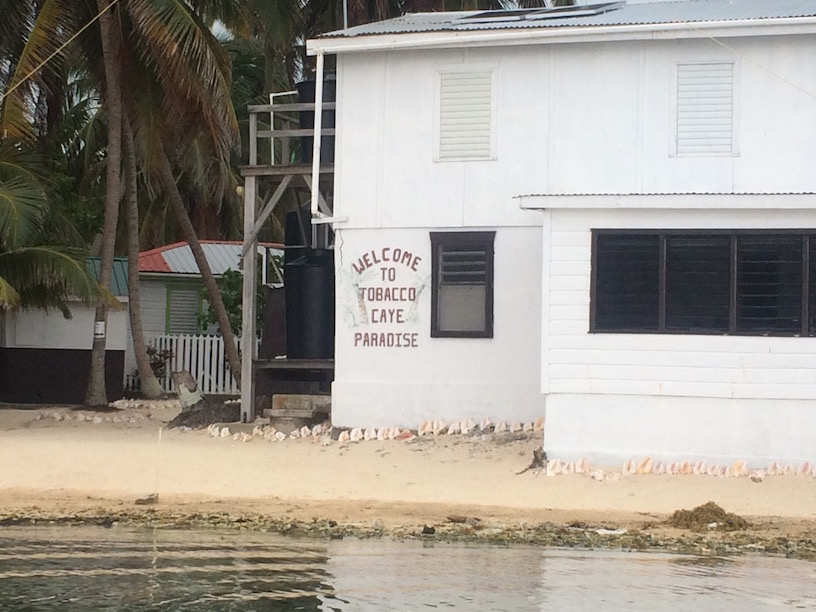 WELCOME
TO
TOBACCO
CAYE
PARADISE